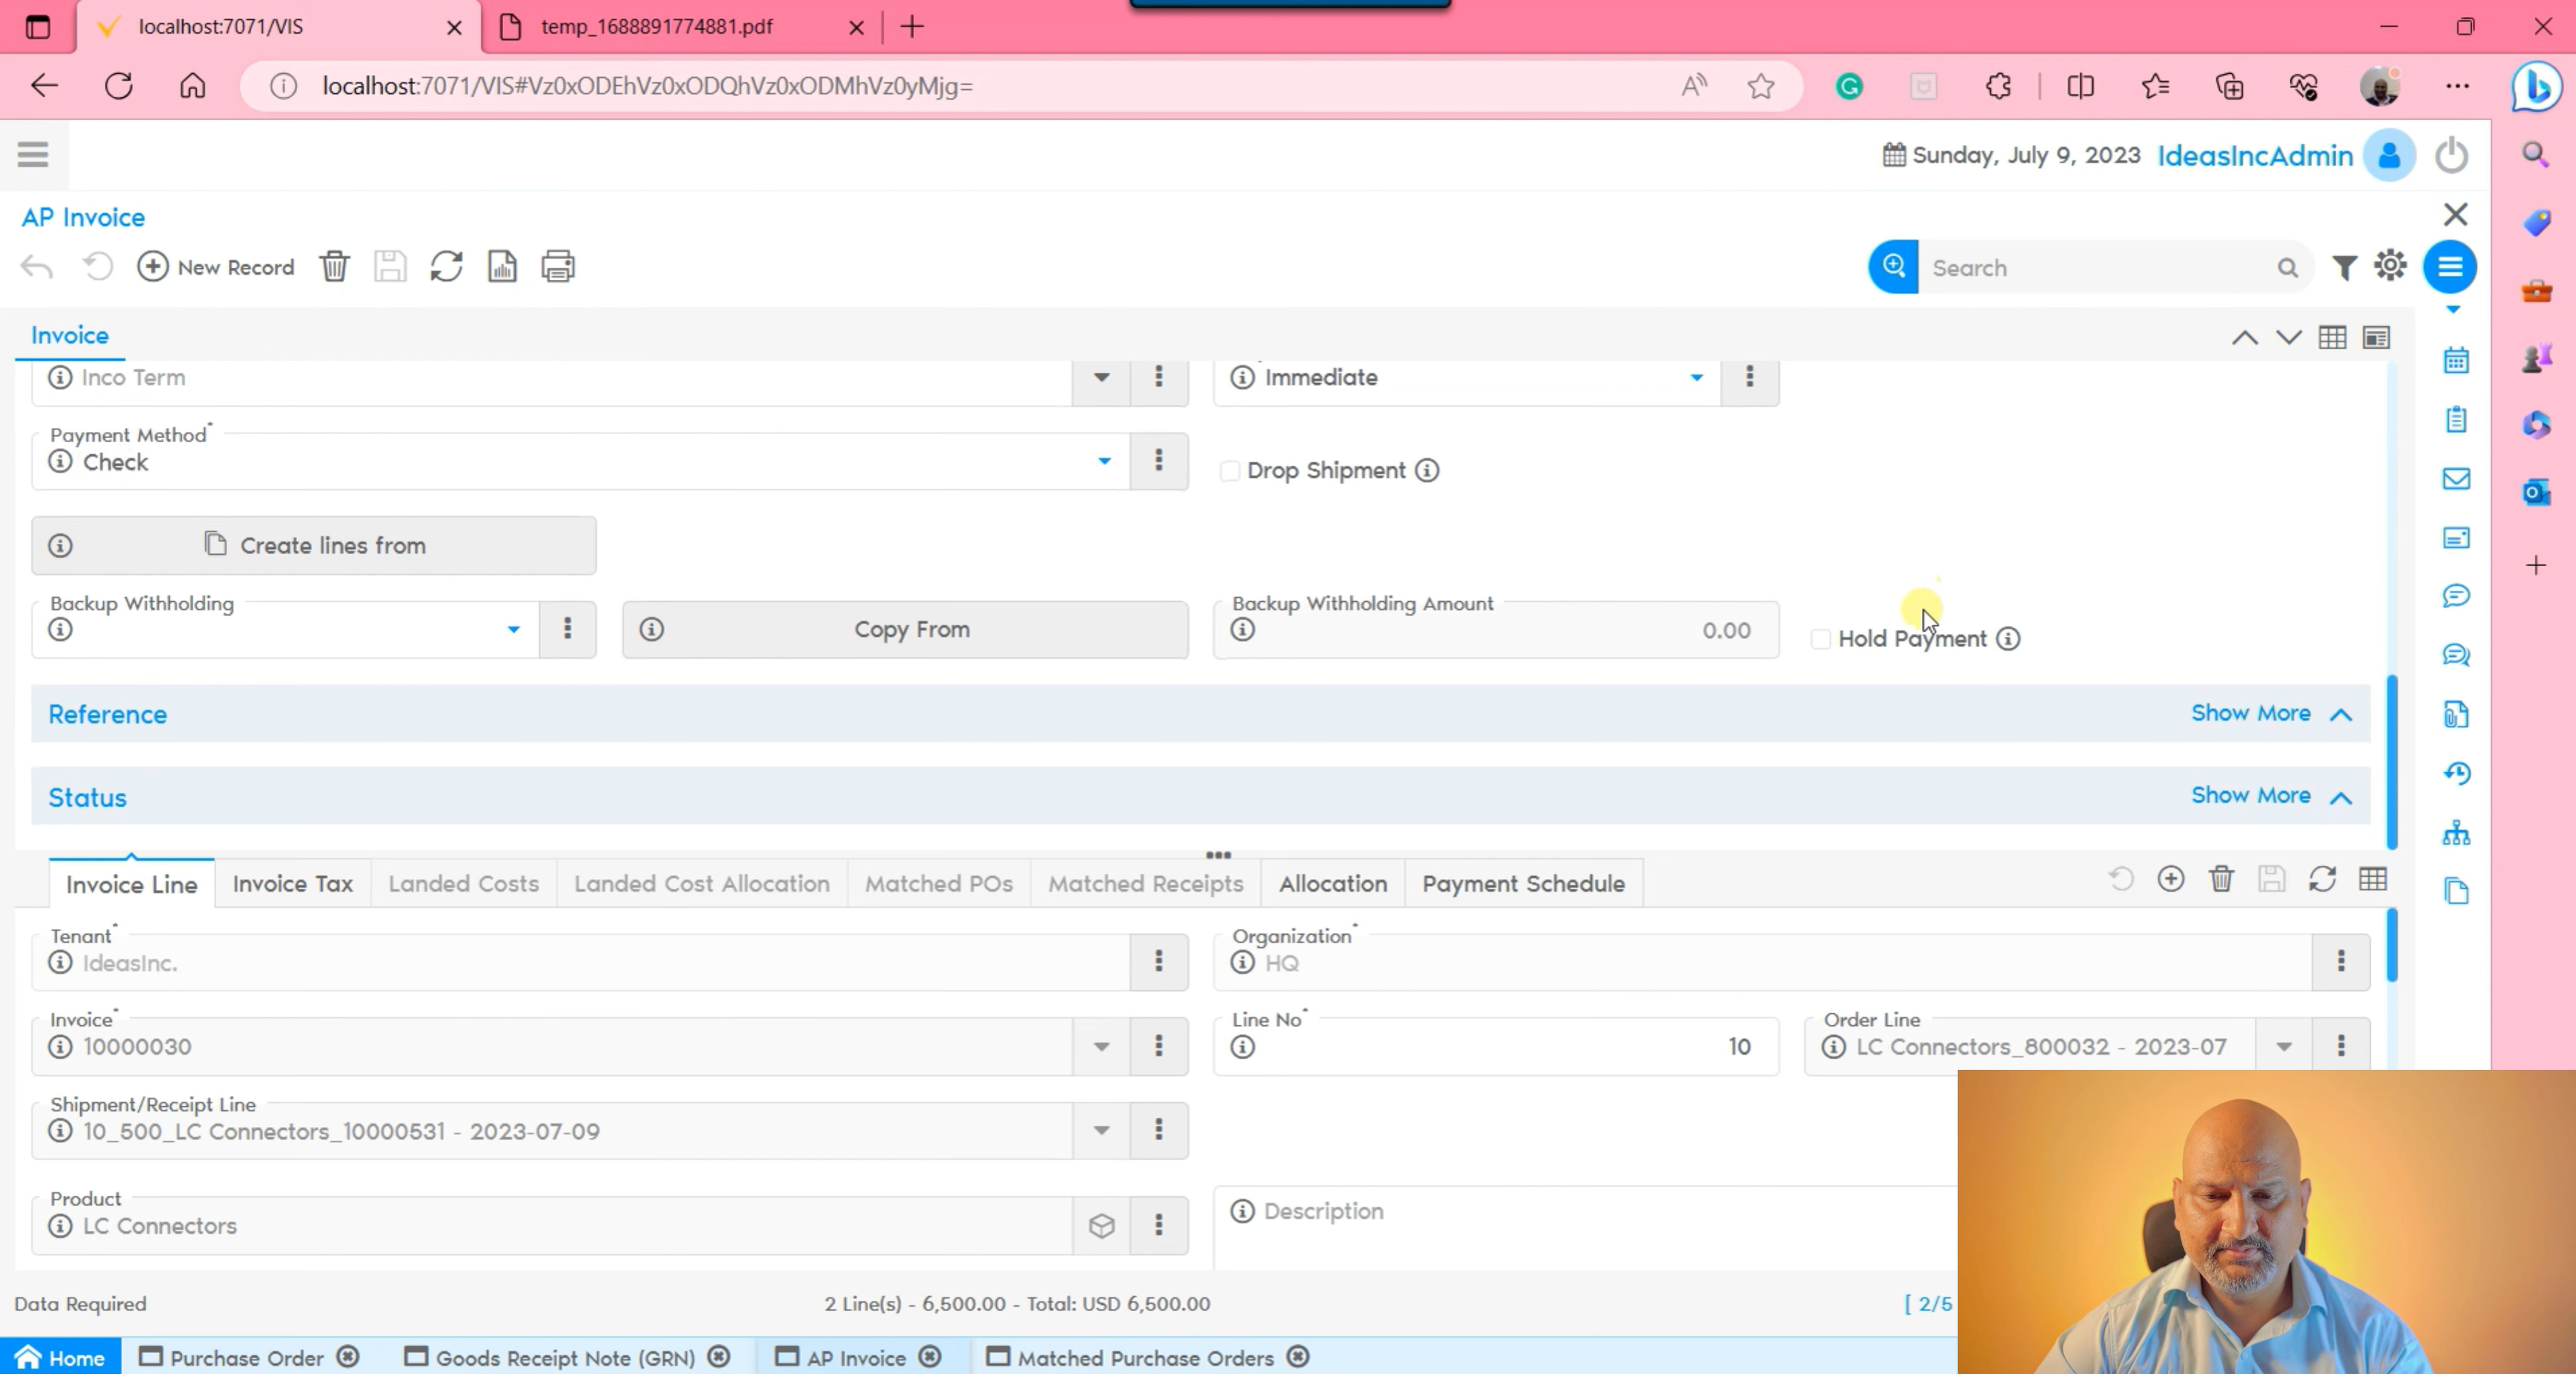 localhost:7071/VIS
temp_1688891774881.pdf
localhost:7071/VIS#Vz0xODEhVz0xODQhVz0xODMhVz0yMjg=
Sunday, July 9, 2023 IdeasIncAdmin
AP Invoice
New Record
Search
Invoice
Inco Term
Immediate
Payment Method*
Check
Drop Shipment
Create lines from
Backup Withholding
Copy From
Backup Withholding Amount
0.00
Hold Payment
Reference
Show More
Status
Show More
Invoice Line
Invoice Tax
Landed Costs
Landed Cost Allocation
Matched POs
Matched Receipts
Allocation
Payment Schedule
Tenant*
IdeasInc.
Organization*
HQ
Invoice*
10000030
Line No*
10
Order Line
LC Connectors_800032 - 2023-07
Shipment/Receipt Line
10_500_LC Connectors_10000531 - 2023-07-09
Product
LC Connectors
Description
Data Required
2 Line(s) - 6,500.00 - Total: USD 6,500.00
[ 2/5
Home
Purchase Order
Goods Receipt Note (GRN)
AP Invoice
Matched Purchase Orders